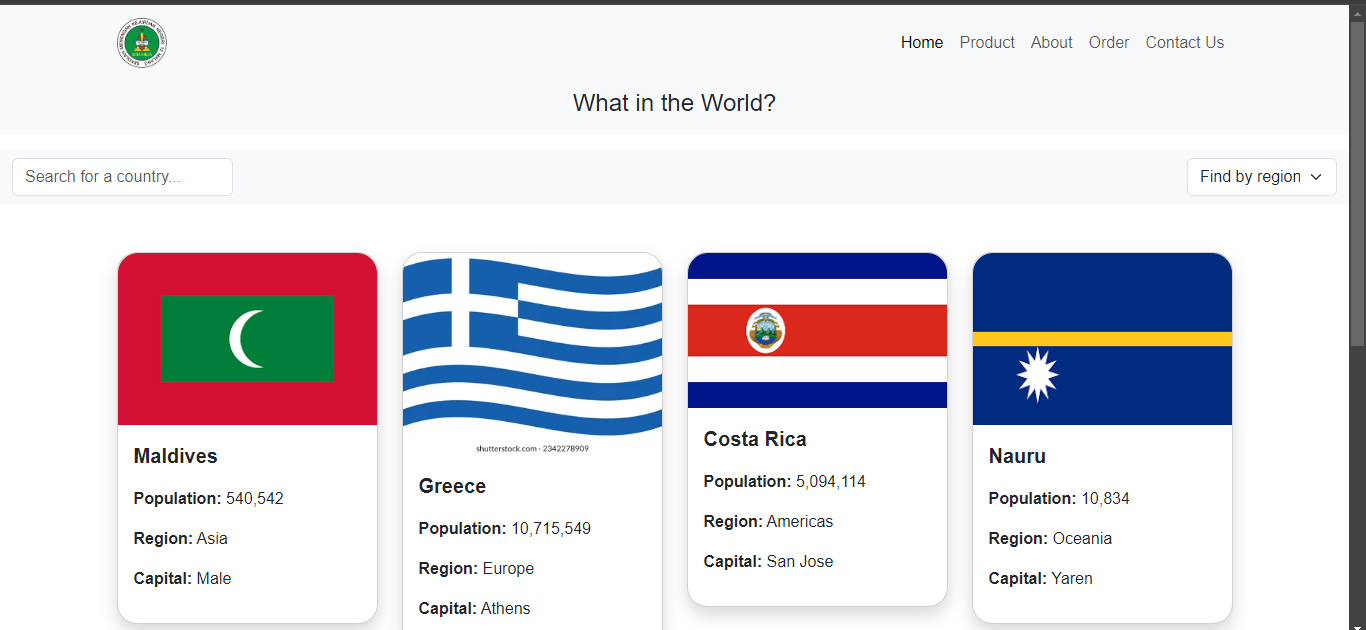 Home Product About Order Contact Us
What in the World?
Search for a country...
Find by region
Maldives
Population: 540,542
Region: Asia
Capital: Male
shutterstock.com · 2342278909
Greece
Population: 10,715,549
Region: Europe
Capital: Athens
Costa Rica
Population: 5,094,114
Region: Americas
Capital: San Jose
Nauru
Population: 10,834
Region: Oceania
Capital: Yaren